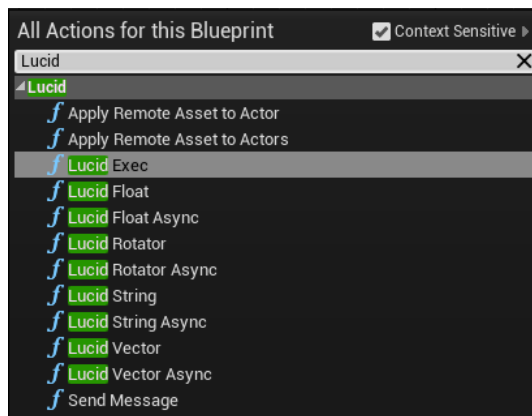 All Actions for this Blueprint Context Sensitive
Lucid
Lucid
Apply Remote Asset to Actor
Apply Remote Asset to Actors
Lucid Exec
Lucid Float
Lucid Float Async
Lucid Rotator
Lucid Rotator Async
Lucid String
Lucid String Async
Lucid Vector
Lucid Vector Async
Send Message